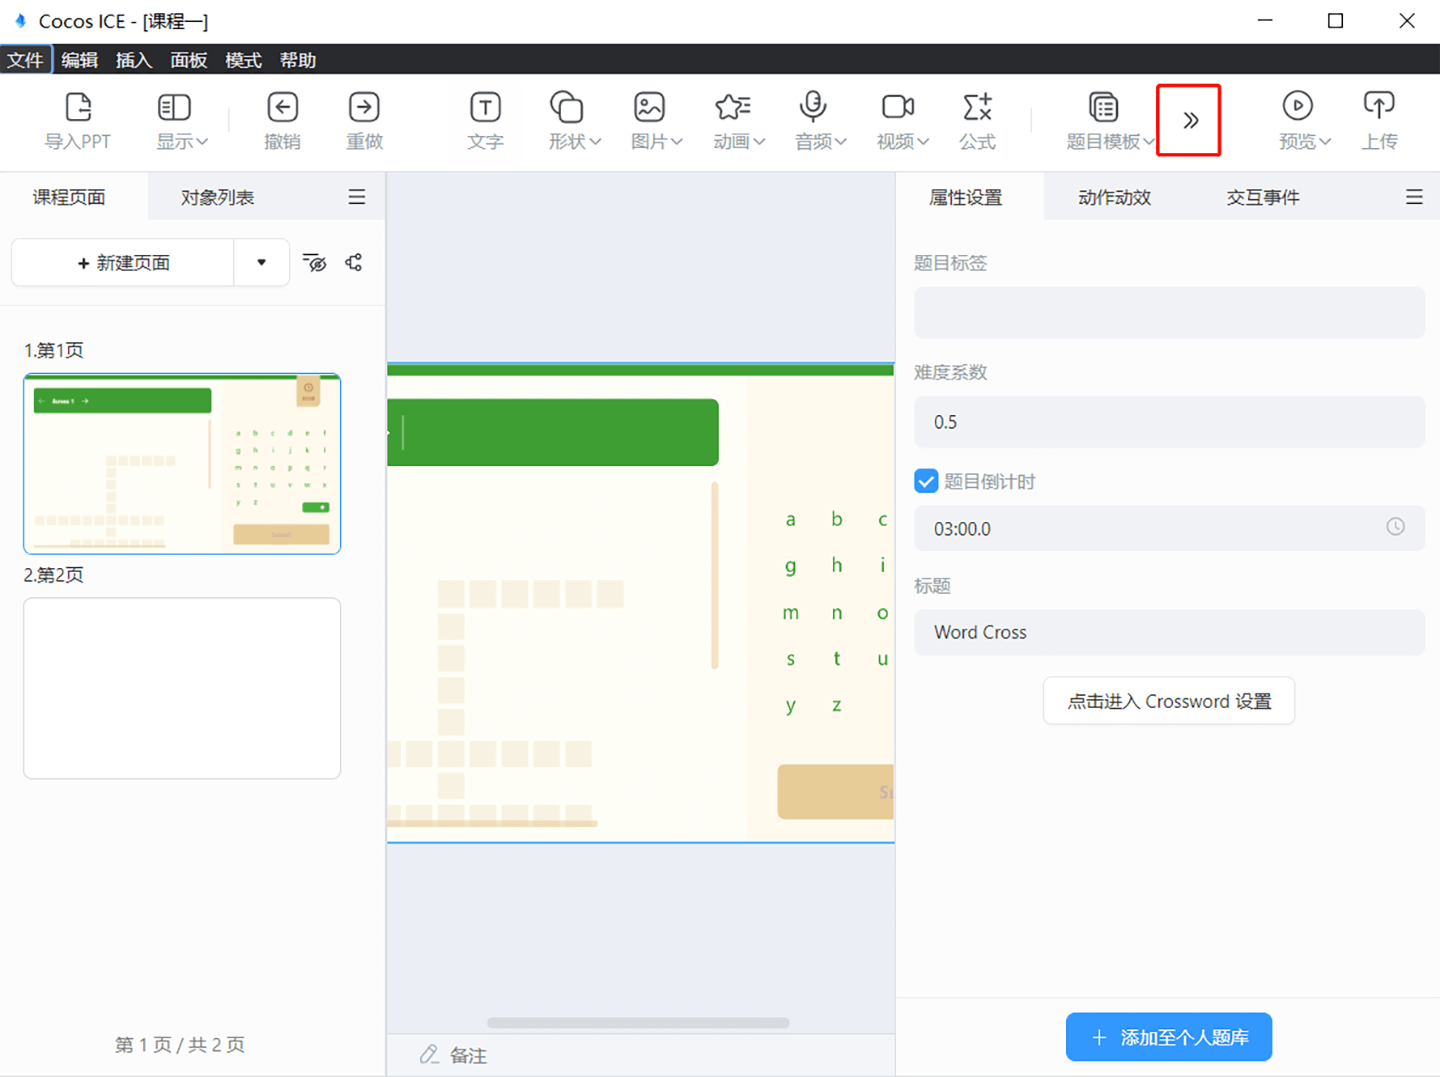 Cocos ICE - [课程一]
文件 编辑 插入 面板 模式 帮助
导入PPT 显示 撤销 重做 文字 形状 图片 动画 音频 视频 公式 题目模板 预览 上传
课程页面 对象列表
属性设置 动作动效 交互事件
+ 新建页面
题目标签
1.第1页
Across 1
a b c d e f
g h i j k l
m n o p q r
s t u v w x
y z
Submit
2.第2页
第 1 页 / 共 2 页
a b c
g h i
m n o
s t u
y z
备注
难度系数
0.5
题目倒计时
03:00.0
标题
Word Cross
点击进入 Crossword 设置
+ 添加至个人题库